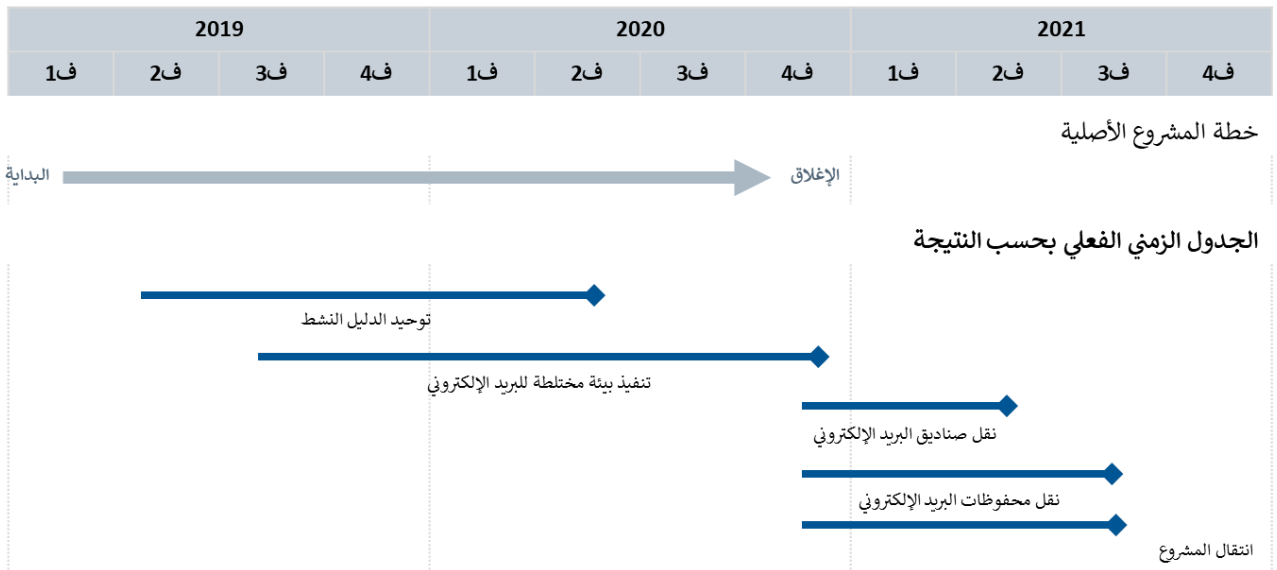 2019 2020 2021
ف1 ف2 ف3 ف4 ف1 ف2 ف3 ف4 ف1 ف2 ف3 ف4
خطة المشروع الأصلية
البداية الإغلاق
الجدول الزمني الفعلي بحسب النتيجة
توحيد الدليل النشط
تنفيذ بيئة مختلطة للبريد الإلكتروني
نقل صناديق البريد الإلكتروني
نقل محفوظات البريد الإلكتروني
انتقال المشروع